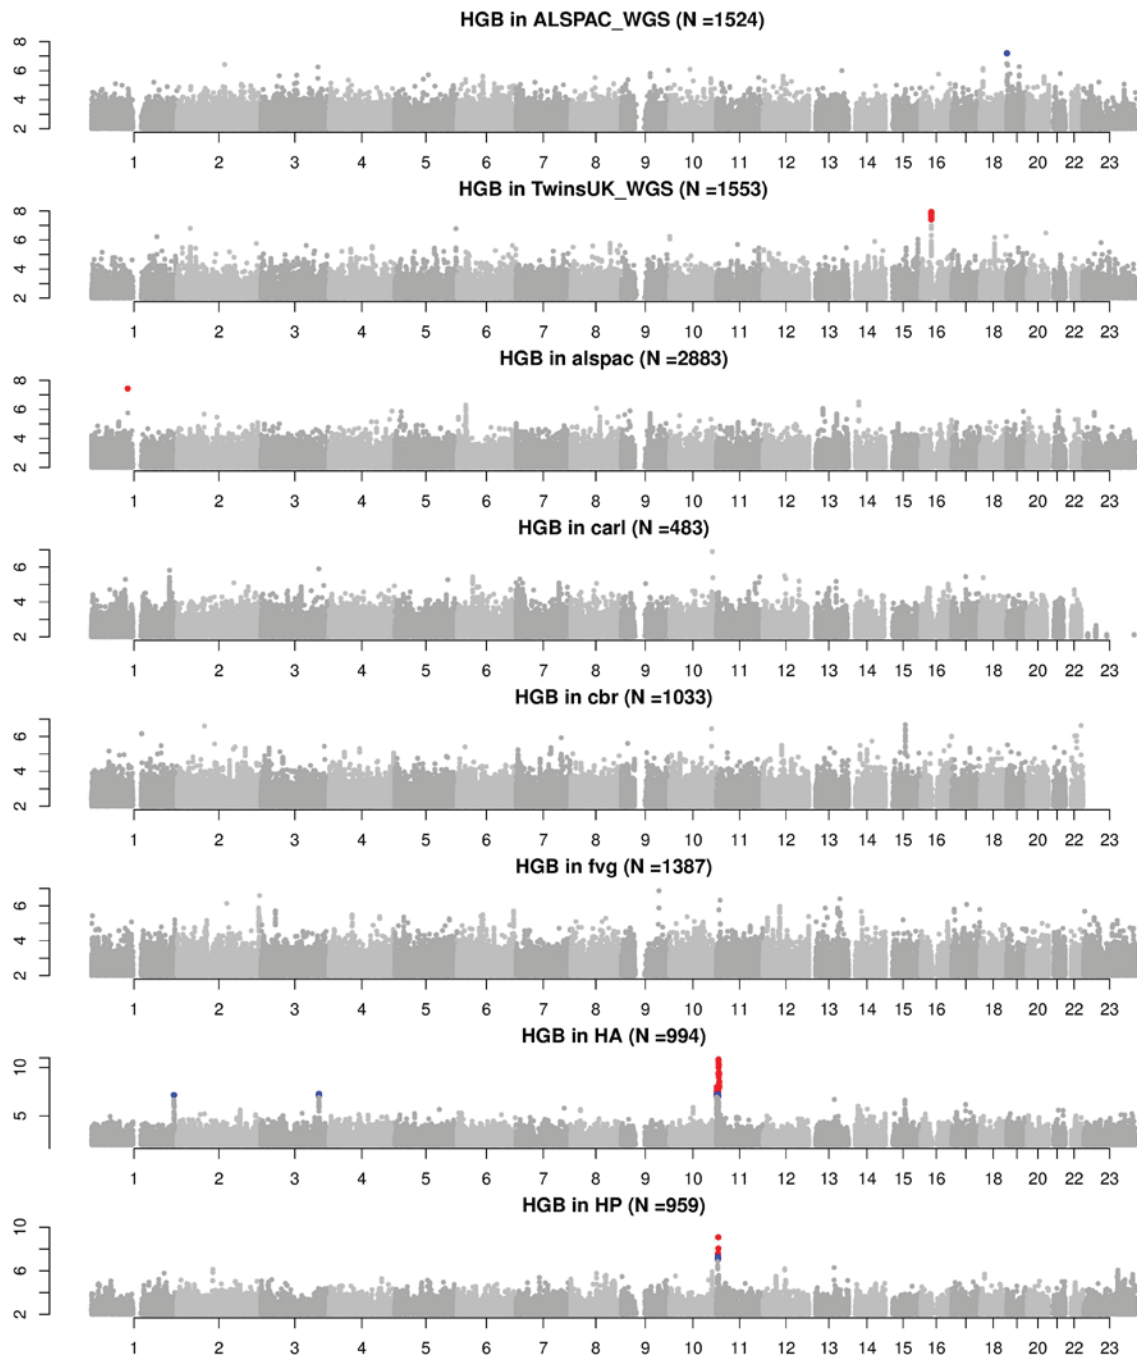 HGB in ALSPAC_WGS (N =1524)
8
6
4
2
1 2 3 4 5 6 7 8 9 10 11 12 13 14 15 16 18 19 20 22 23
HGB in TwinsUK_WGS (N =1553)
8
6
4
2
1 2 3 4 5 6 7 8 9 10 11 12 13 14 15 16 18 20 22 23
HGB in alspac (N =2883)
8
6
4
2
1 2 3 4 5 6 7 8 9 10 11 12 13 14 15 16 18 20 22 23
HGB in carl (N =483)
6
4
2
1 2 3 4 5 6 7 8 9 10 11 12 13 14 15 16 18 20 22 23
HGB in cbr (N =1033)
6
4
2
1 2 3 4 5 6 7 8 9 10 11 12 13 14 15 16 18 20 22 23
HGB in fvg (N =1387)
6
4
2
1 2 3 4 5 6 7 8 9 10 11 12 13 14 15 16 18 20 22 23
HGB in HA (N =994)
10
5
1 2 3 4 5 6 7 8 9 10 11 12 13 14 15 16 18 20 22 23
HGB in HP (N =959)
10
6
2
1 2 3 4 5 6 7 8 9 10 11 12 13 14 15 16 18 20 22 23